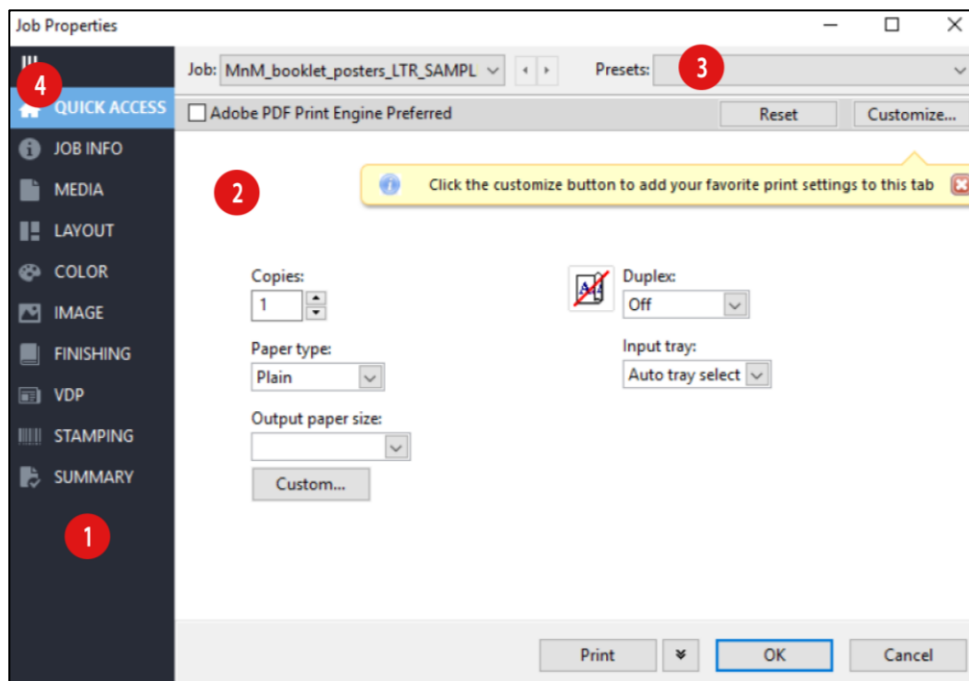 Job Properties
Job: MnM_booklet_posters_LTR_SAMPL
Presets:
3
4
QUICK ACCESS
Adobe PDF Print Engine Preferred
Reset
Customize...
JOB INFO
MEDIA
LAYOUT
COLOR
IMAGE
FINISHING
VDP
STAMPING
SUMMARY
1
2
Click the customize button to add your favorite print settings to this tab
Copies:
1
Duplex:
Off
Paper type:
Plain
Input tray:
Auto tray select
Output paper size:
Custom...
Print
OK
Cancel